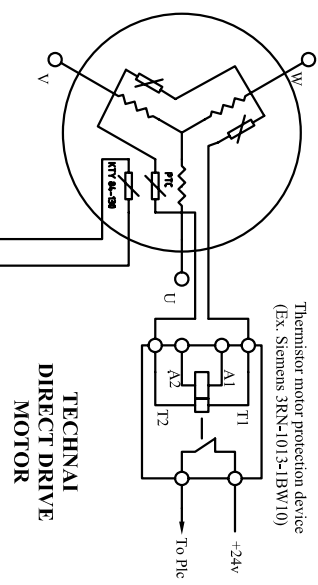 V
W
PTC
KTY 84-130
U
Thermistor motor protection device
(Ex. Siemens 3RN-1013-1BW10)
A2
A1
T2
T1
TECHNAI
DIRECT DRIVE
MOTOR
To Plc
+24v